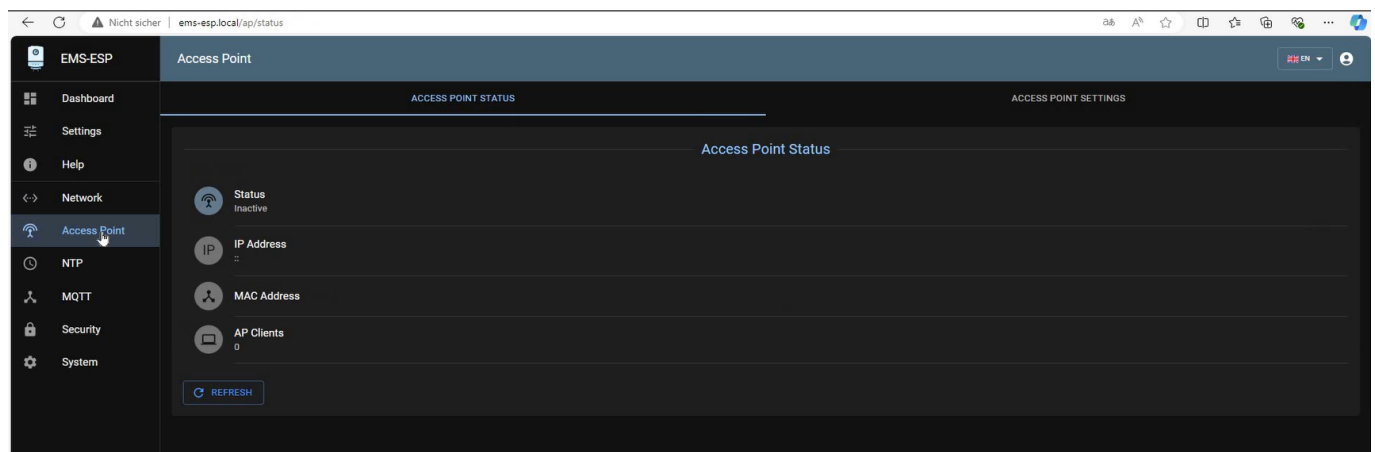 Nicht sicher ems-esp.local/ap/status
EMS-ESP
Access Point
EN
Dashboard
ACCESS POINT STATUS
ACCESS POINT SETTINGS
Settings
Access Point Status
Help
Network
Status
Inactive
Access Point
IP
IP Address
::
NTP
MQTT
MAC Address
Security
AP Clients
0
System
REFRESH